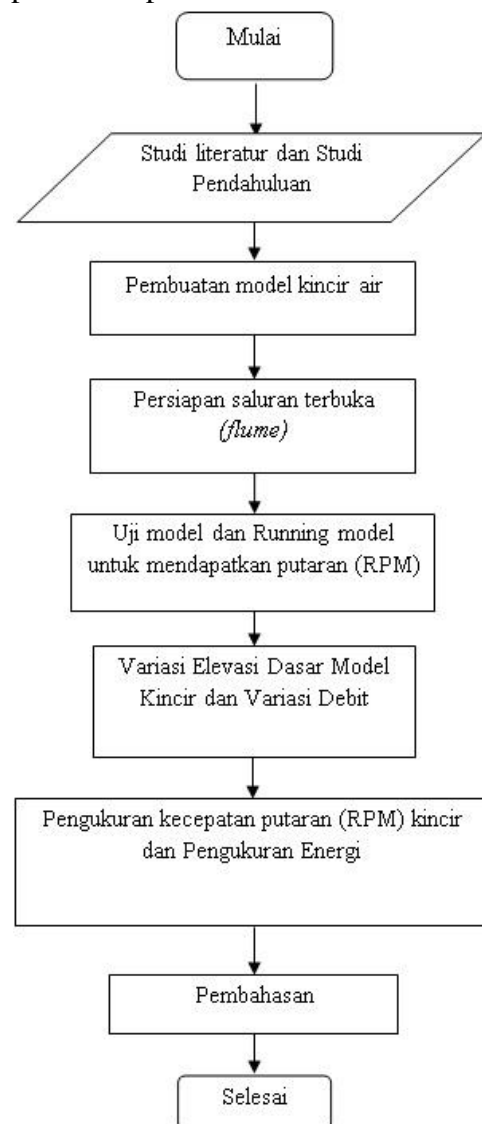 Mulai
Studi literatur dan Studi
Pendahuluan
Pembuatan model kincir air
Persiapan saluran terbuka
(flume)
Uji model dan Running model
untuk mendapatkan putaran (RPM)
Variasi Elevasi Dasar Model
Kincir dan Variasi Debit
Pengukuran kecepatan putaran (RPM) kincir
dan Pengukuran Energi
Pembahasan
Selesai